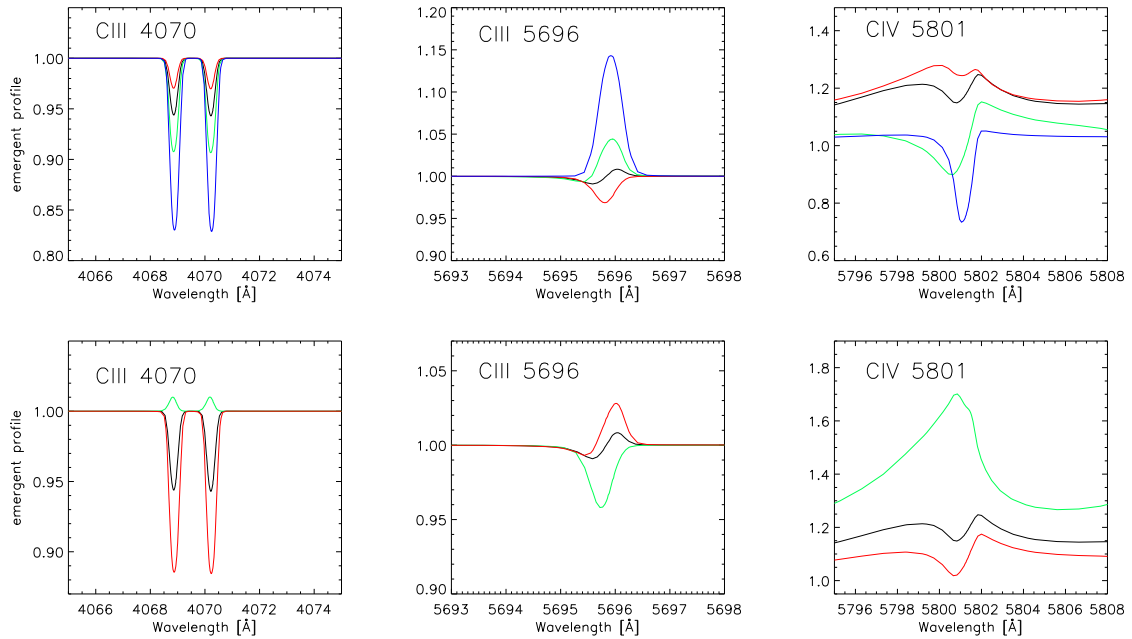 CIII 4070
CIII 5696
CIV 5801
emergent profile
1.00
0.95
0.90
0.85
0.80
4066 4068 4070 4072 4074
Wavelength [Å]
1.20
1.15
1.10
1.05
1.00
0.95
0.90
5693 5694 5695 5696 5697 5698
Wavelength [Å]
1.4
1.2
1.0
0.8
0.6
5796 5798 5800 5802 5804 5806 5808
Wavelength [Å]
CIII 4070
CIII 5696
CIV 5801
emergent profile
1.00
0.95
0.90
4066 4068 4070 4072 4074
Wavelength [Å]
1.05
1.00
0.95
0.90
5693 5694 5695 5696 5697 5698
Wavelength [Å]
1.8
1.6
1.4
1.2
1.0
5796 5798 5800 5802 5804 5806 5808
Wavelength [Å]